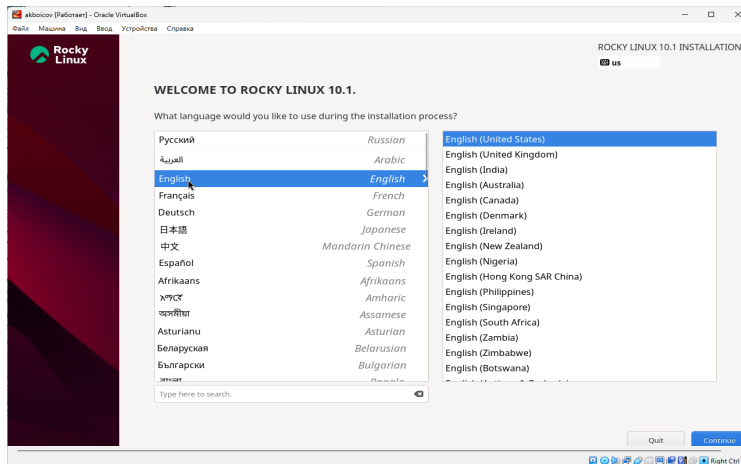 akboicov [Работает] - Oracle VirtualBox
Файл Машина Вид Ввод Устройства Справка
Rocky
Linux
ROCKY LINUX 10.1 INSTALLATION
us
WELCOME TO ROCKY LINUX 10.1.
What language would you like to use during the installation process?
Русский Russian
العربية Arabic
English English
Français French
Deutsch German
日本語 Japanese
中文 Mandarin Chinese
Español Spanish
Afrikaans Afrikaans
አማርኛ Amharic
অসমীয়া Assamese
Asturianu Asturian
Беларуская Belarusian
Български Bulgarian
English (United States)
English (United Kingdom)
English (India)
English (Australia)
English (Canada)
English (Denmark)
English (Ireland)
English (New Zealand)
English (Nigeria)
English (Hong Kong SAR China)
English (Philippines)
English (Singapore)
English (South Africa)
English (Zambia)
English (Zimbabwe)
English (Botswana)
Type here to search.
Quit Continue
Right Ctrl